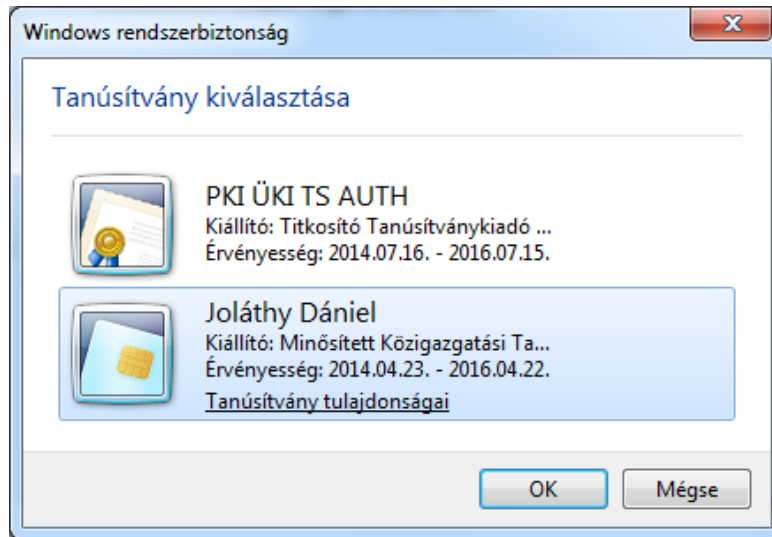 Windows rendszerbiztonság
Tanúsítvány kiválasztása
PKI ÜKI TS AUTH
Kiállító: Titkosító Tanúsítványkiadó ...
Érvényesség: 2014.07.16. - 2016.07.15.
Joláthy Dániel
Kiállító: Minősített Közigazgatási Ta...
Érvényesség: 2014.04.23. - 2016.04.22.
Tanúsítvány tulajdonságai
OK
Mégse